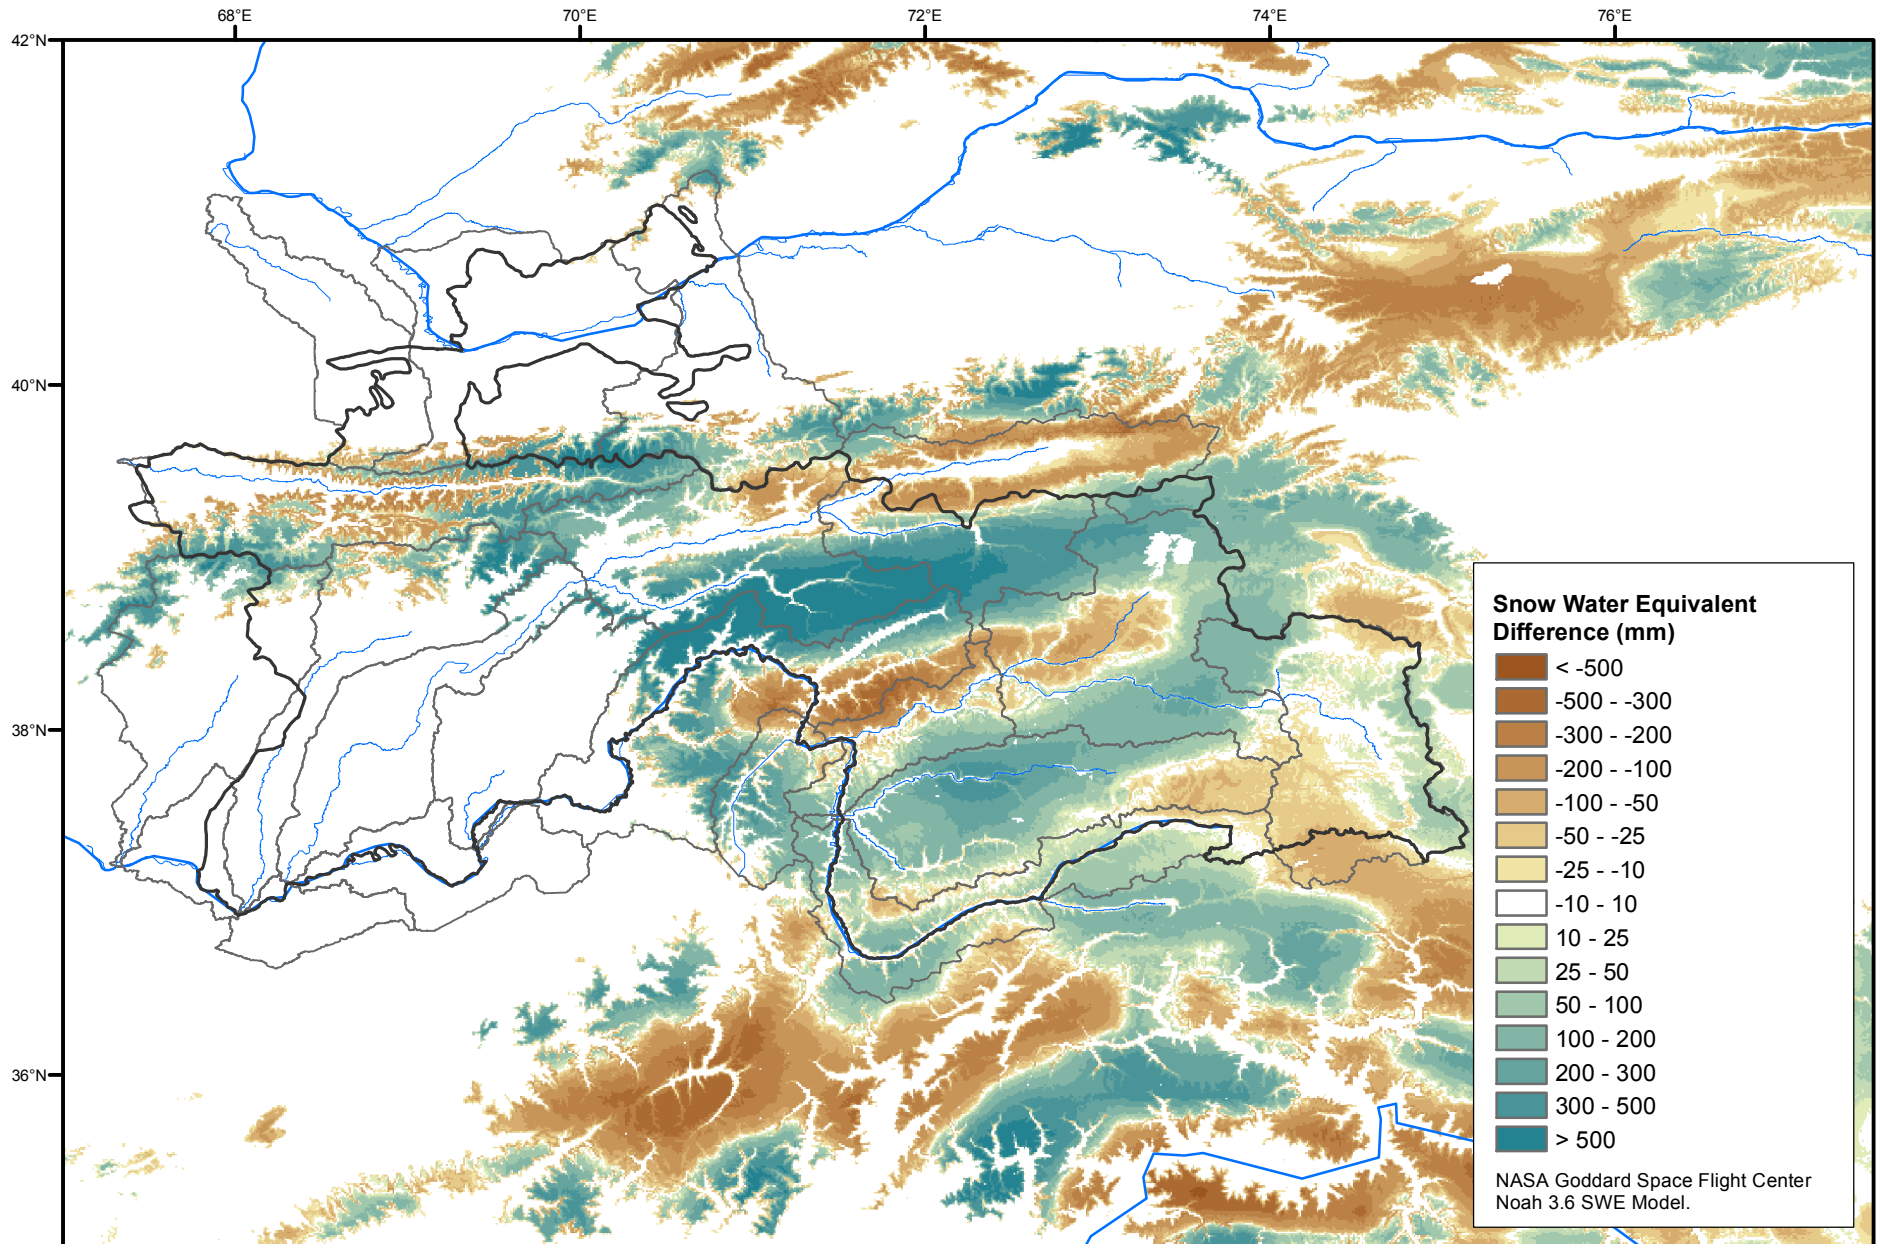 68°E 70°E 72°E 74°E 76°E
42°N
40°N
38°N
36°N
Snow Water Equivalent
Difference (mm)
< -500
-500 - -300
-300 - -200
-200 - -100
-100 - -50
-50 - -25
-25 - -10
-10 - 10
10 - 25
25 - 50
50 - 100
100 - 200
200 - 300
300 - 500
> 500
NASA Goddard Space Flight Center
Noah 3.6 SWE Model.